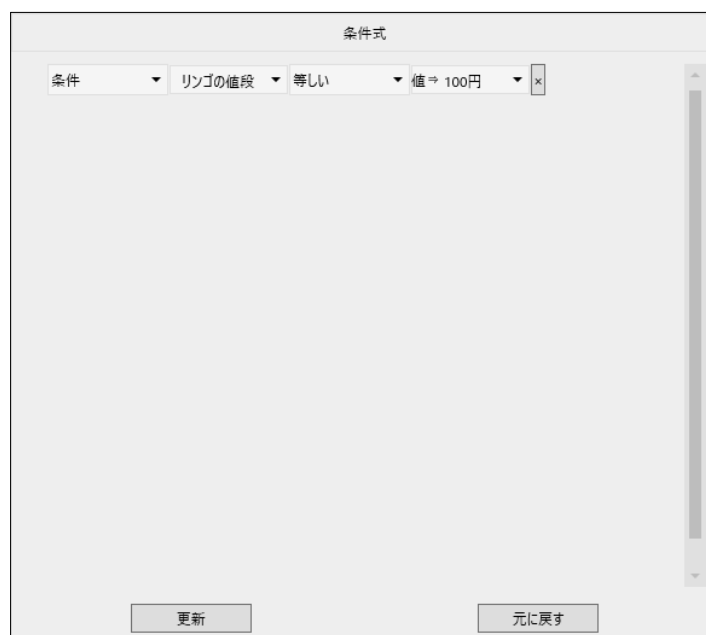 条件式
条件 リンゴの値段 等しい 値⇒ 100円 ×
更新 元に戻す